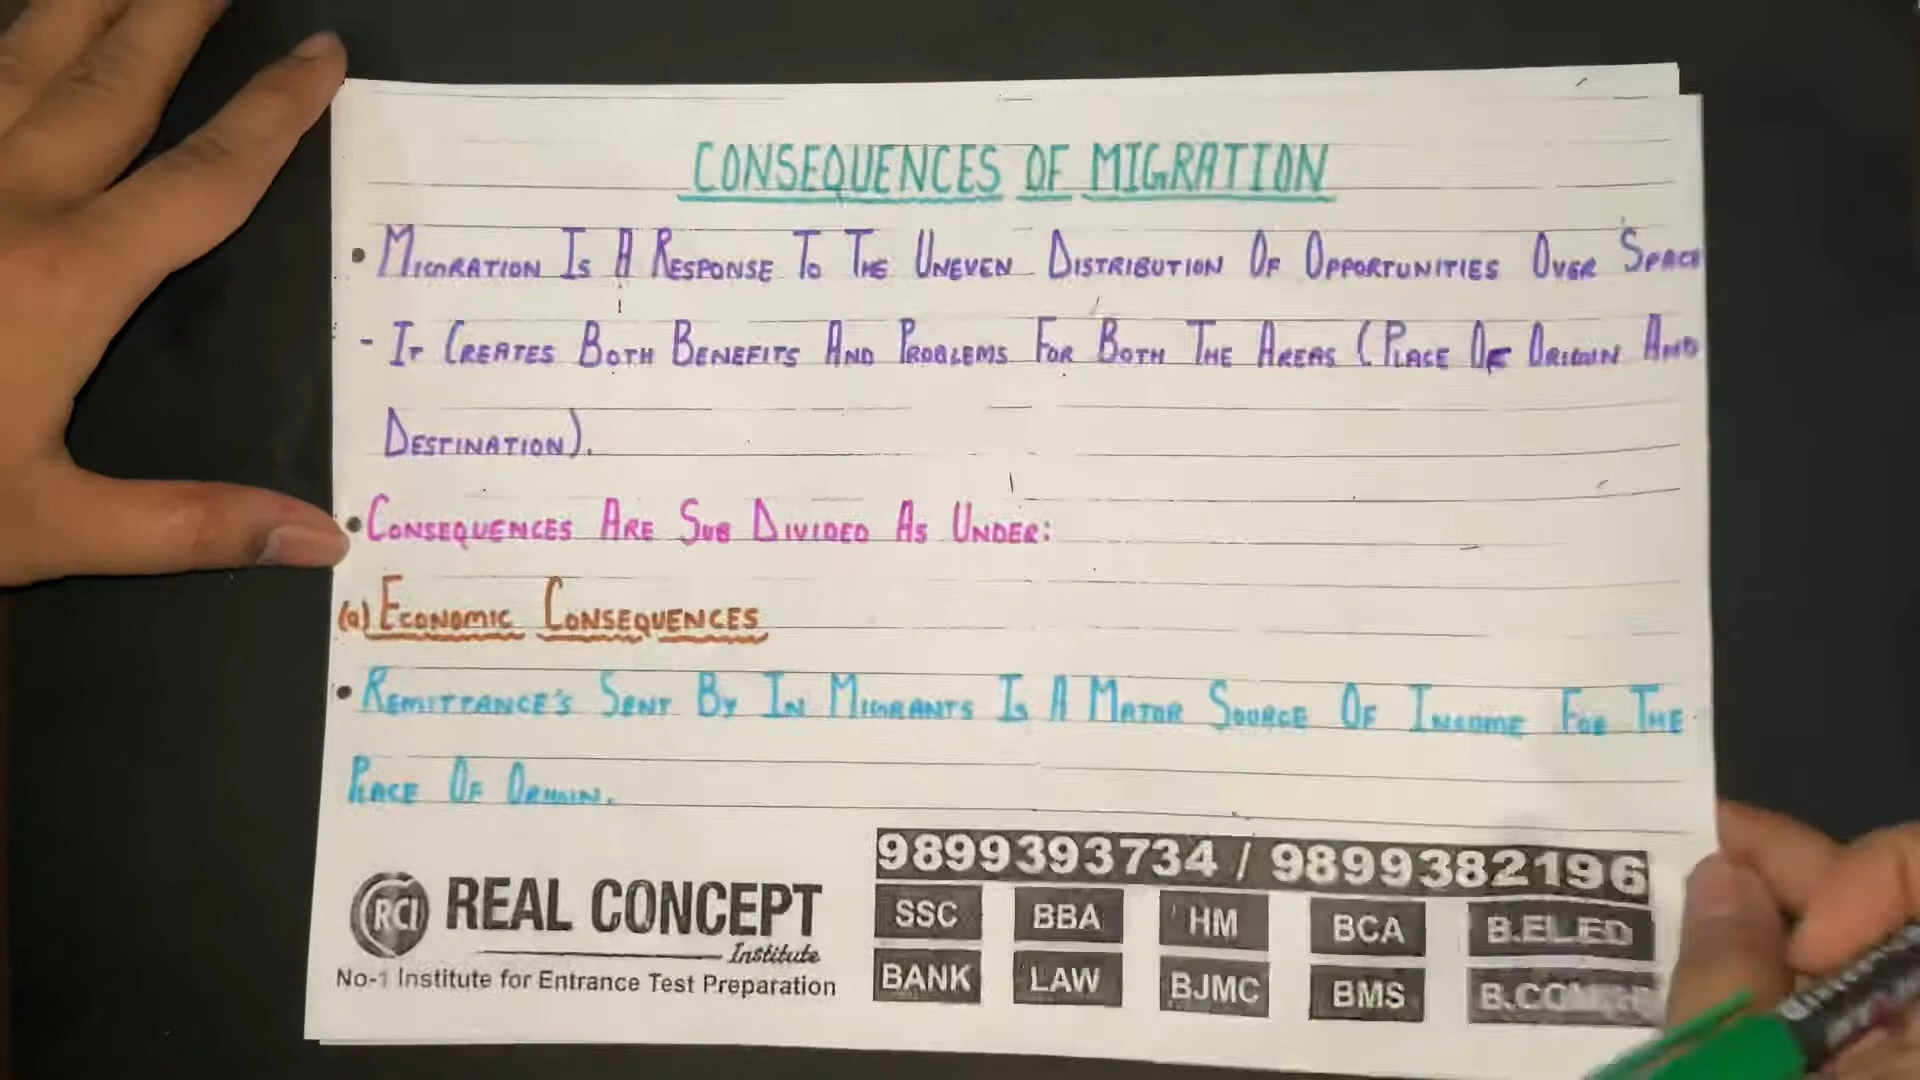 CONSEQUENCES OF MIGRATION
• MIGRATION IS A RESPONSE TO THE UNEVEN DISTRIBUTION OF OPPORTUNITIES OVER SPACE
- IT CREATES BOTH BENEFITS AND PROBLEMS FOR BOTH THE AREAS (PLACE OF ORIGIN AND
DESTINATION).
• CONSEQUENCES ARE SUB DIVIDED AS UNDER:
(a) ECONOMIC CONSEQUENCES
• REMITTANCE'S SENT BY IN MIGRANTS IS A MAJOR SOURCE OF INCOME FOR THE
PLACE OF ORIGIN.
9899393734 / 9899382196
RCI REAL CONCEPT
Institute
No-1 Institute for Entrance Test Preparation
SSC BBA HM BCA B.EL.ED
BANK LAW BJMC BMS